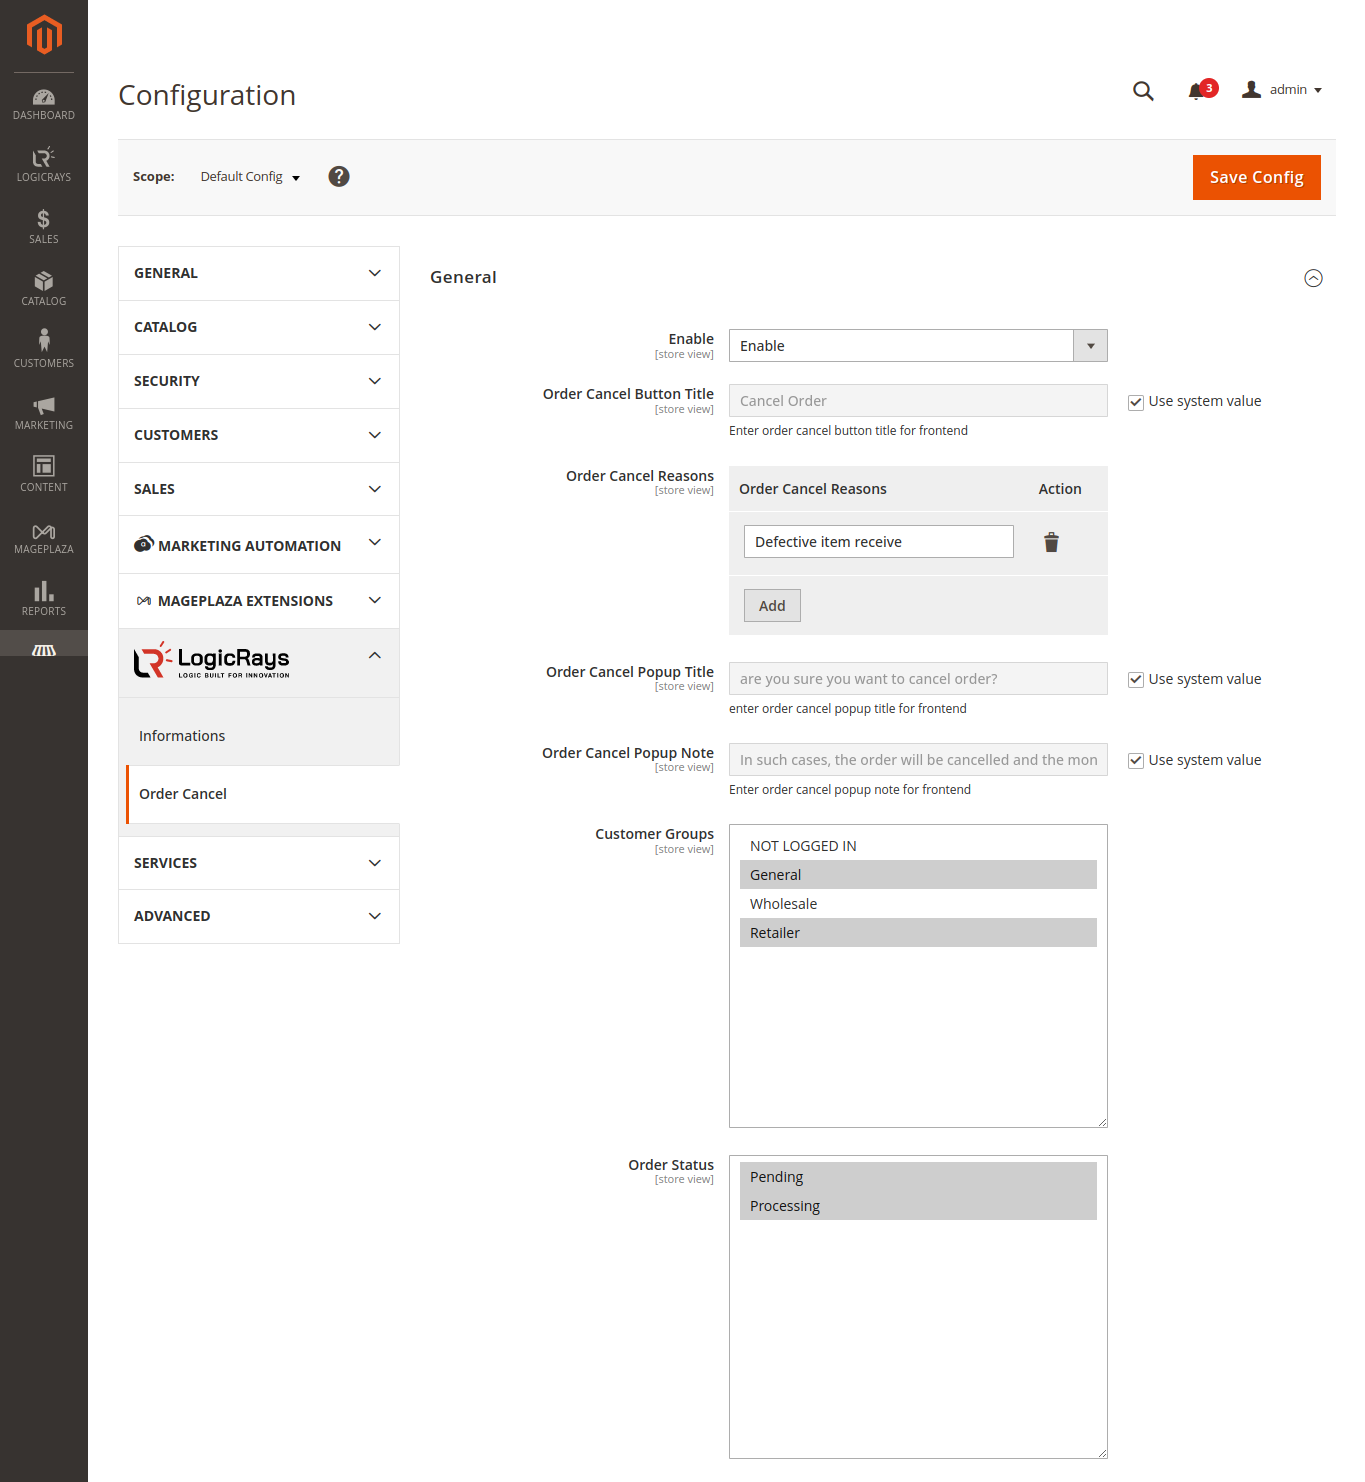 Configuration
3
admin
Scope:
Default Config
?
Save Config
DASHBOARD
LOGICRAYS
SALES
CATALOG
CUSTOMERS
MARKETING
CONTENT
MAGEPLAZA
REPORTS
GENERAL
CATALOG
SECURITY
CUSTOMERS
SALES
MARKETING AUTOMATION
MAGEPLAZA EXTENSIONS
LogicRays
LOGIC BUILT FOR INNOVATION
Informations
Order Cancel
SERVICES
ADVANCED
General
Enable
[store view]
Enable
Order Cancel Button Title
[store view]
Cancel Order
Use system value
Enter order cancel button title for frontend
Order Cancel Reasons
[store view]
Order Cancel Reasons Action
Defective item receive
Add
Order Cancel Popup Title
[store view]
are you sure you want to cancel order?
Use system value
enter order cancel popup title for frontend
Order Cancel Popup Note
[store view]
In such cases, the order will be cancelled and the mon
Use system value
Enter order cancel popup note for frontend
Customer Groups
[store view]
NOT LOGGED IN
General
Wholesale
Retailer
Order Status
[store view]
Pending
Processing